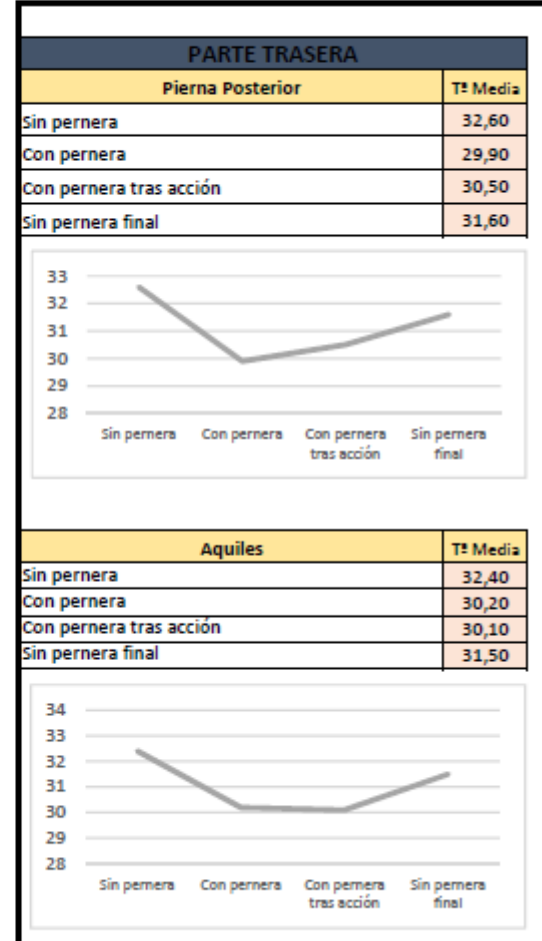 PARTE TRASERA
Pierna Posterior Tª Media
Sin pernera 32,60
Con pernera 29,90
Con pernera tras acción 30,50
Sin pernera final 31,60
33
32
31
30
29
28
Sin pernera Con pernera Con pernera tras acción Sin pernera final
Aquiles Tª Media
Sin pernera 32,40
Con pernera 30,20
Con pernera tras acción 30,10
Sin pernera final 31,50
34
33
32
31
30
29
28
Sin pernera Con pernera Con pernera tras acción Sin pernera final